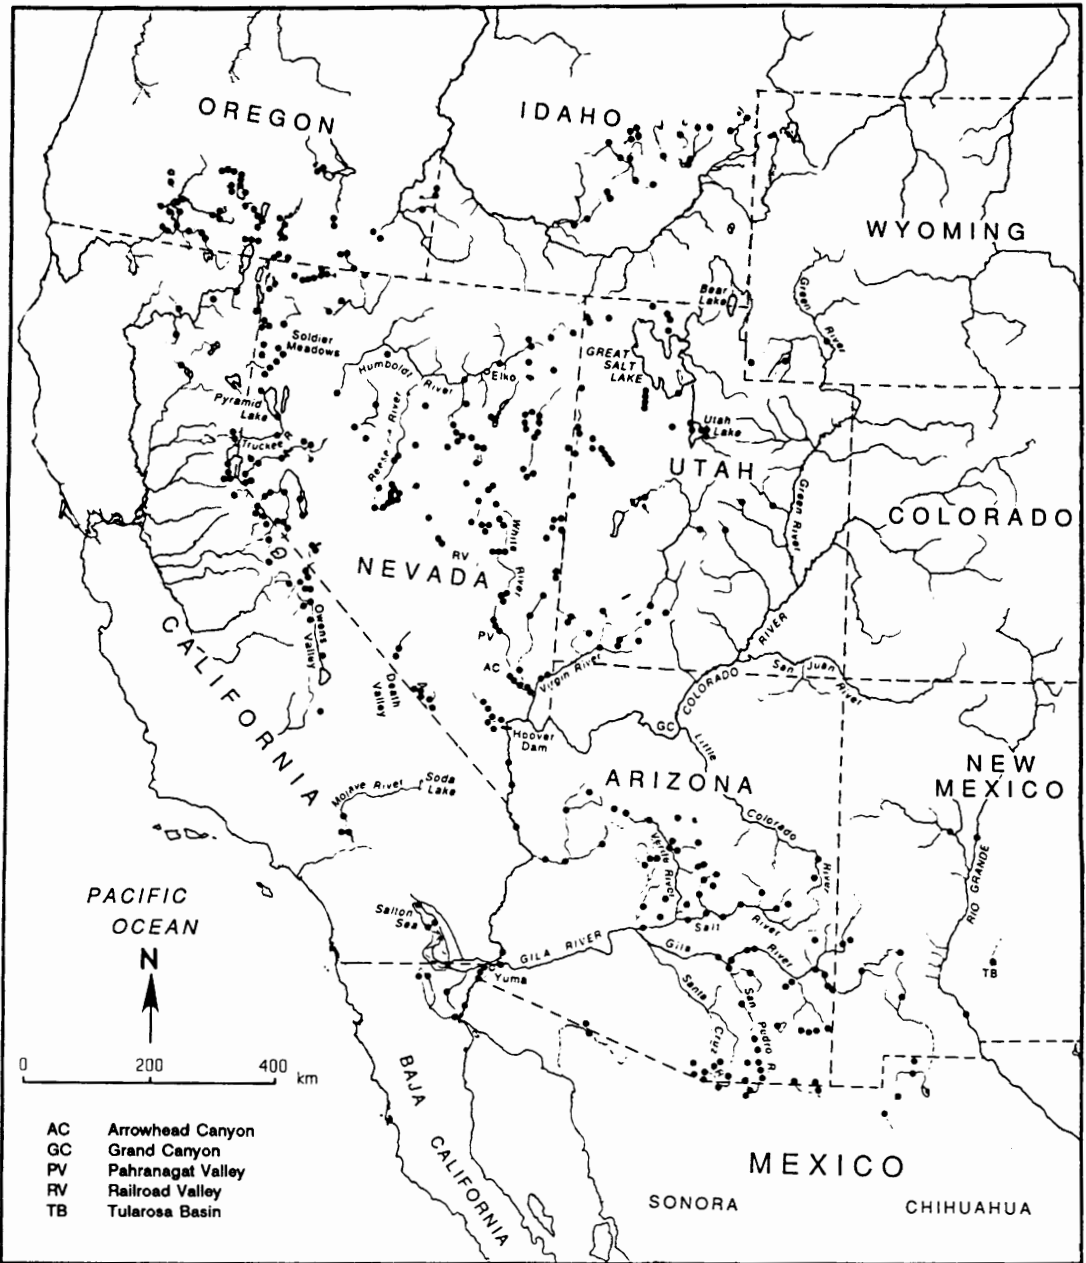 OREGON
IDAHO
WYOMING
Green
River
Bear
Lake
Soldier
Meadows
GREAT
SALT
LAKE
Humboldt
River
Elko
Pyramid
Lake
Reese River
Utah
Lake
Truckee R
UTAH
Green River
COLORADO
White
River
RV
NEVADA
Owens
Valley
PV
CALIFORNIA
RIVER
AC
Virgin River
San Juan
River
COLORADO
Death
Valley
GC
Little
Hoover
Dam
NEW
MEXICO
ARIZONA
Mojave River
Soda
Lake
Colorado
River
Verde River
RIO GRANDE
PACIFIC
OCEAN
Salton
Sea
Salt
River
N
GILA RIVER
Gila
River
TB
Yuma
Santa
Cruz R
San
Pedro R
0 200 400 km
BAJA
CALIFORNIA
AC Arrowhead Canyon
GC Grand Canyon
PV Pahranagat Valley
RV Railroad Valley
TB Tularosa Basin
MEXICO
SONORA
CHIHUAHUA